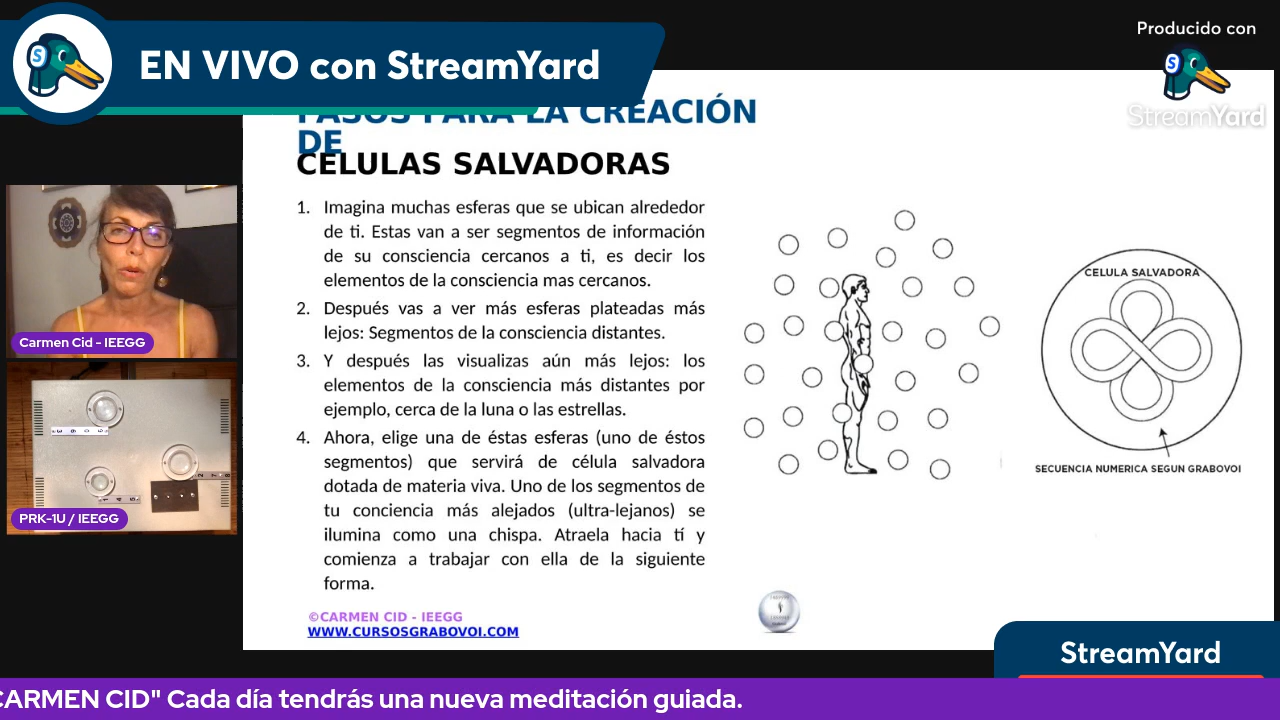 EN VIVO con StreamYard
Producido con
StreamYard
PASOS PARA LA CREACIÓN
DE
CELULAS SALVADORAS
1. Imagina muchas esferas que se ubican alrededor
de ti. Estas van a ser segmentos de información
de su consciencia cercanos a ti, es decir los
elementos de la consciencia mas cercanos.
2. Después vas a ver más esferas plateadas más
lejos: Segmentos de la consciencia distantes.
3. Y después las visualizas aún más lejos: los
elementos de la consciencia más distantes por
ejemplo, cerca de la luna o las estrellas.
4. Ahora, elige una de éstas esferas (uno de éstos
segmentos) que servirá de célula salvadora
dotada de materia viva. Uno de los segmentos de
tu conciencia más alejados (ultra-lejanos) se
ilumina como una chispa. Atraela hacia tí y
comienza a trabajar con ella de la siguiente
forma.
©CARMEN CID - IEEGG
WWW.CURSOSGRABOVOI.COM
CELULA SALVADORA
SECUENCIA NUMERICA SEGUN GRABOVOI
Carmen Cid - IEEGG
PRK-1U / IEEGG
StreamYard
CARMEN CID" Cada día tendrás una nueva meditación guiada.